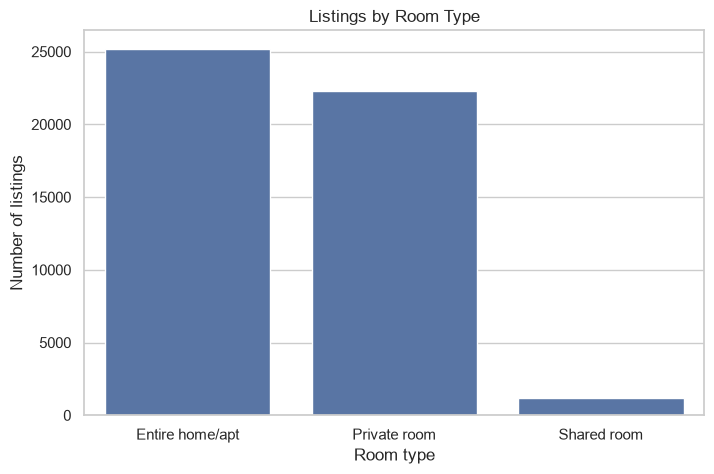 Listings by Room Type
Number of listings
25000
20000
15000
10000
5000
0
Entire home/apt
Private room
Shared room
Room type